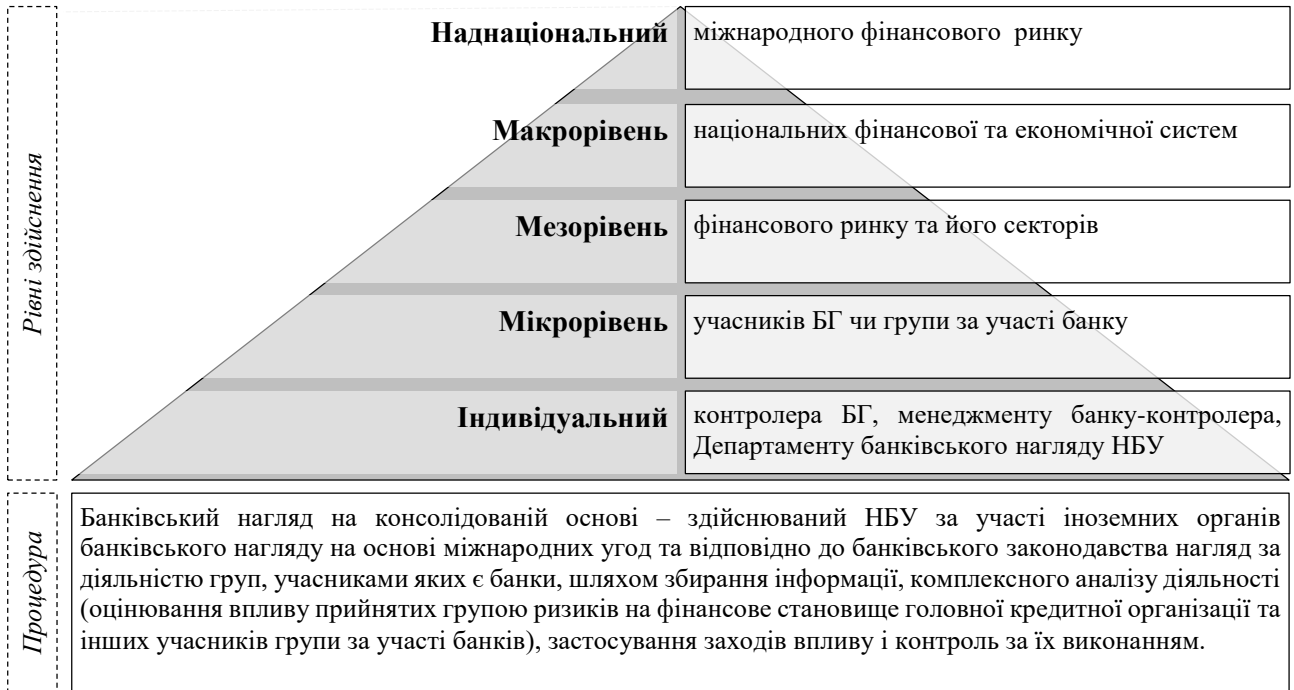 Рівні здійснення
Наднаціональний
міжнародного фінансового ринку
Макрорівень
національних фінансової та економічної систем
Мезорівень
фінансового ринку та його секторів
Мікрорівень
учасників БГ чи групи за участі банку
Індивідуальний
контролера БГ, менеджменту банку-контролера,
Департаменту банківського нагляду НБУ
Процедура
Банківський нагляд на консолідованій основі – здійснюваний НБУ за участі іноземних органів
банківського нагляду на основі міжнародних угод та відповідно до банківського законодавства нагляд за
діяльністю груп, учасниками яких є банки, шляхом збирання інформації, комплексного аналізу діяльності
(оцінювання впливу прийнятих групою ризиків на фінансове становище головної кредитної організації та
інших учасників групи за участі банків), застосування заходів впливу і контроль за їх виконанням.